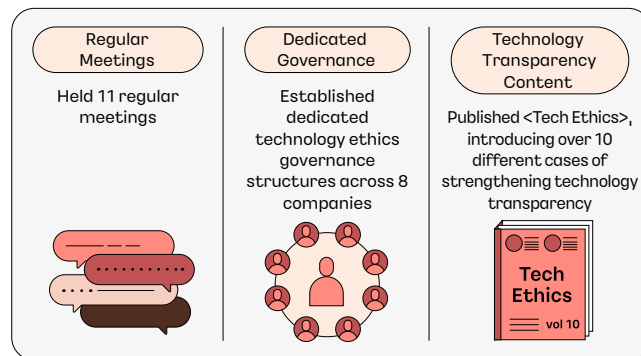 Regular
Meetings
Held 11 regular
meetings
Dedicated
Governance
Established
dedicated
technology ethics
governance
structures across 8
companies
Technology
Transparency
Content
Published <Tech Ethics>,
introducing over 10
different cases of
strengthening technology
transparency
Tech
Ethics
vol 10